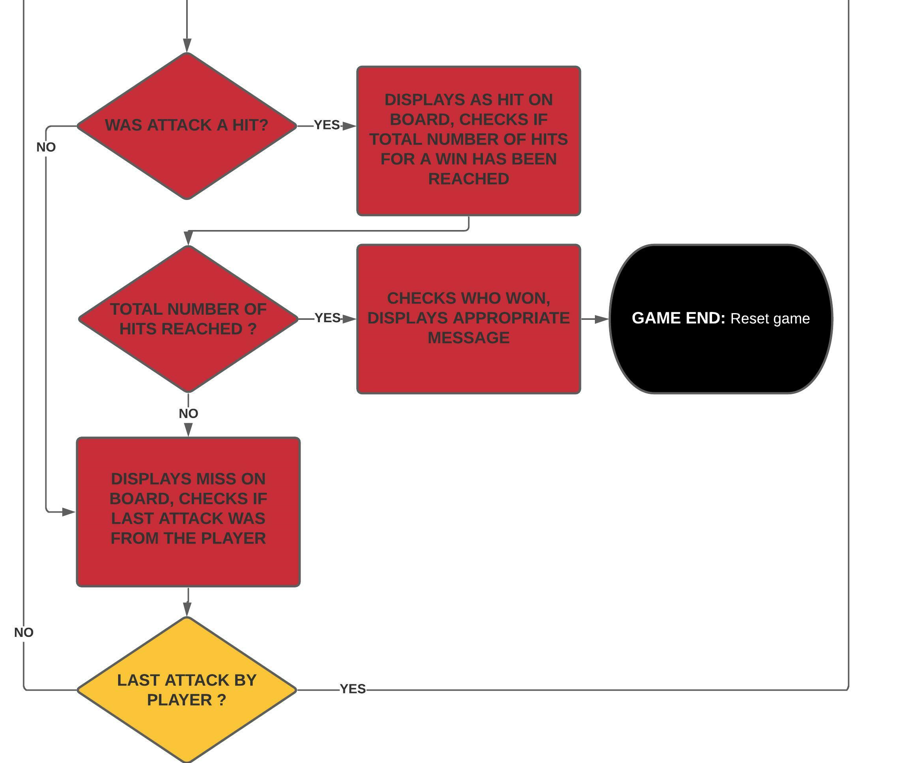 WAS ATTACK A HIT?
YES
DISPLAYS AS HIT ON
BOARD, CHECKS IF
TOTAL NUMBER OF HITS
FOR A WIN HAS BEEN
REACHED
NO
TOTAL NUMBER OF
HITS REACHED ?
YES
CHECKS WHO WON,
DISPLAYS APPROPRIATE
MESSAGE
GAME END: Reset game
NO
DISPLAYS MISS ON
BOARD, CHECKS IF
LAST ATTACK WAS
FROM THE PLAYER
NO
LAST ATTACK BY
PLAYER ?
YES